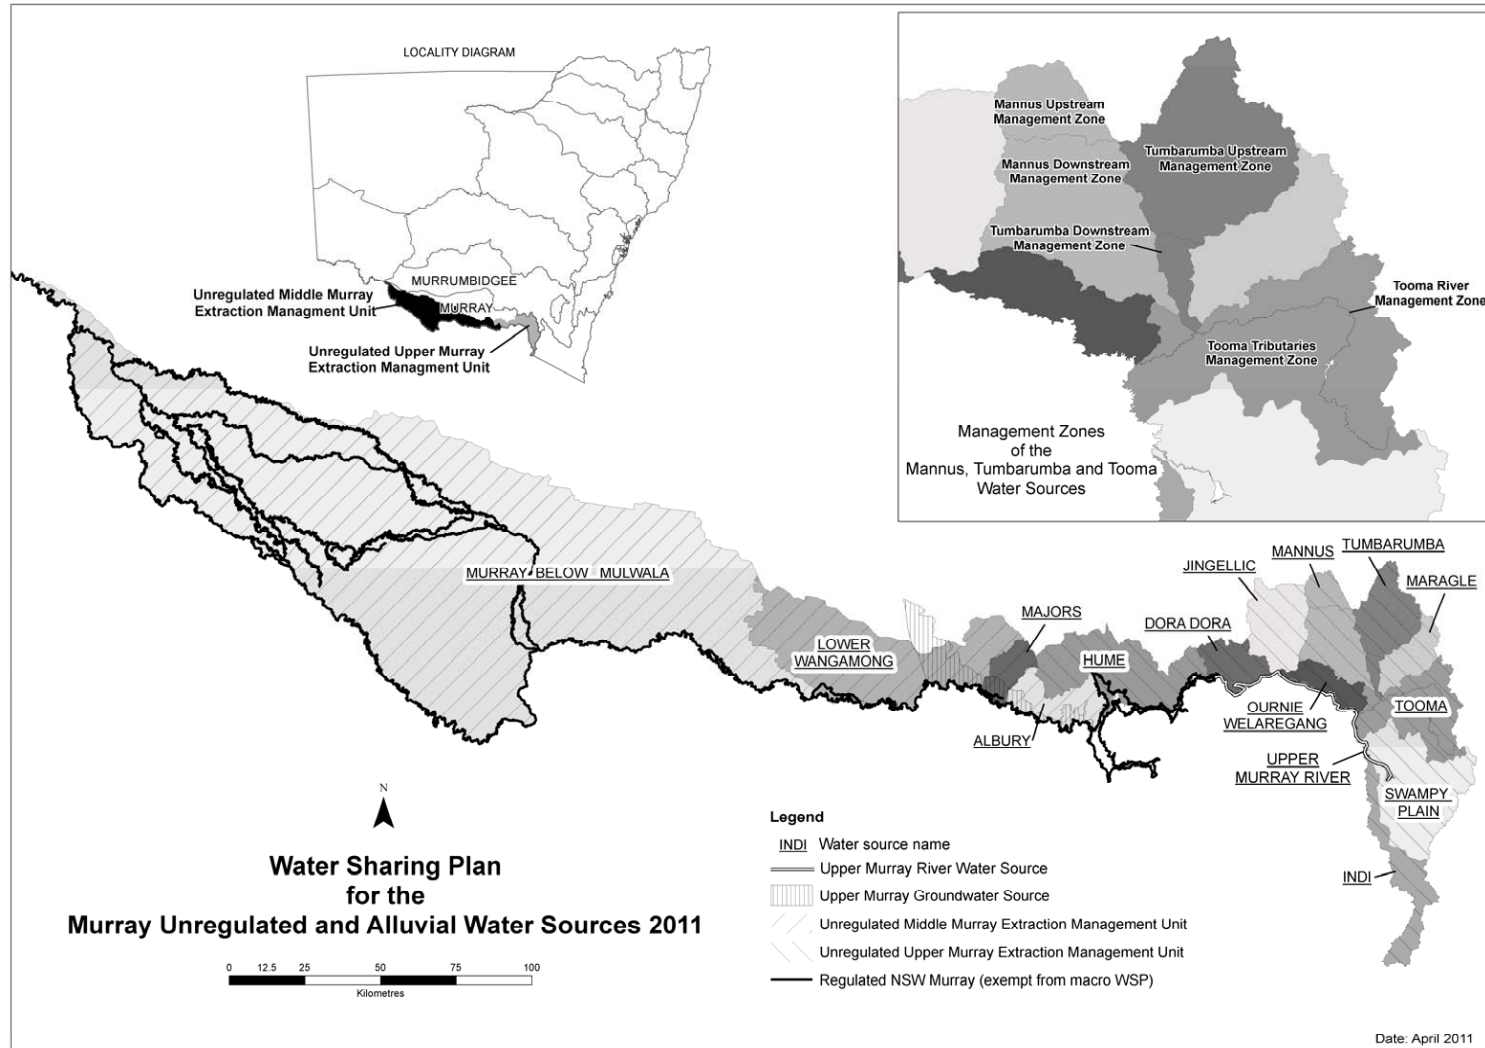 LOCALITY DIAGRAM
MURRUMBIDGEE
MURRAY
Unregulated Middle Murray
Extraction Managment Unit
Unregulated Upper Murray
Extraction Managment Unit
Mannus Upstream
Management Zone
Tumbarumba Upstream
Management Zone
Mannus Downstream
Management Zone
Tumbarumba Downstream
Management Zone
Tooma River
Management Zone
Tooma Tributaries
Management Zone
Management Zones
of the
Mannus, Tumbarumba and Tooma
Water Sources
MURRAY BELOW MULWALA
LOWER
WANGAMONG
MAJORS
HUME
ALBURY
DORA DORA
JINGELLIC
MANNUS
TUMBARUMBA
MARAGLE
OURNIE
WELAREGANG
TOOMA
UPPER
MURRAY RIVER
SWAMPY
PLAIN
INDI
N
Water Sharing Plan
for the
Murray Unregulated and Alluvial Water Sources 2011
0 12.5 25 50 75 100
Kilometres
Legend
INDI Water source name
Upper Murray River Water Source
Upper Murray Groundwater Source
Unregulated Middle Murray Extraction Management Unit
Unregulated Upper Murray Extraction Management Unit
Regulated NSW Murray (exempt from macro WSP)
Date: April 2011